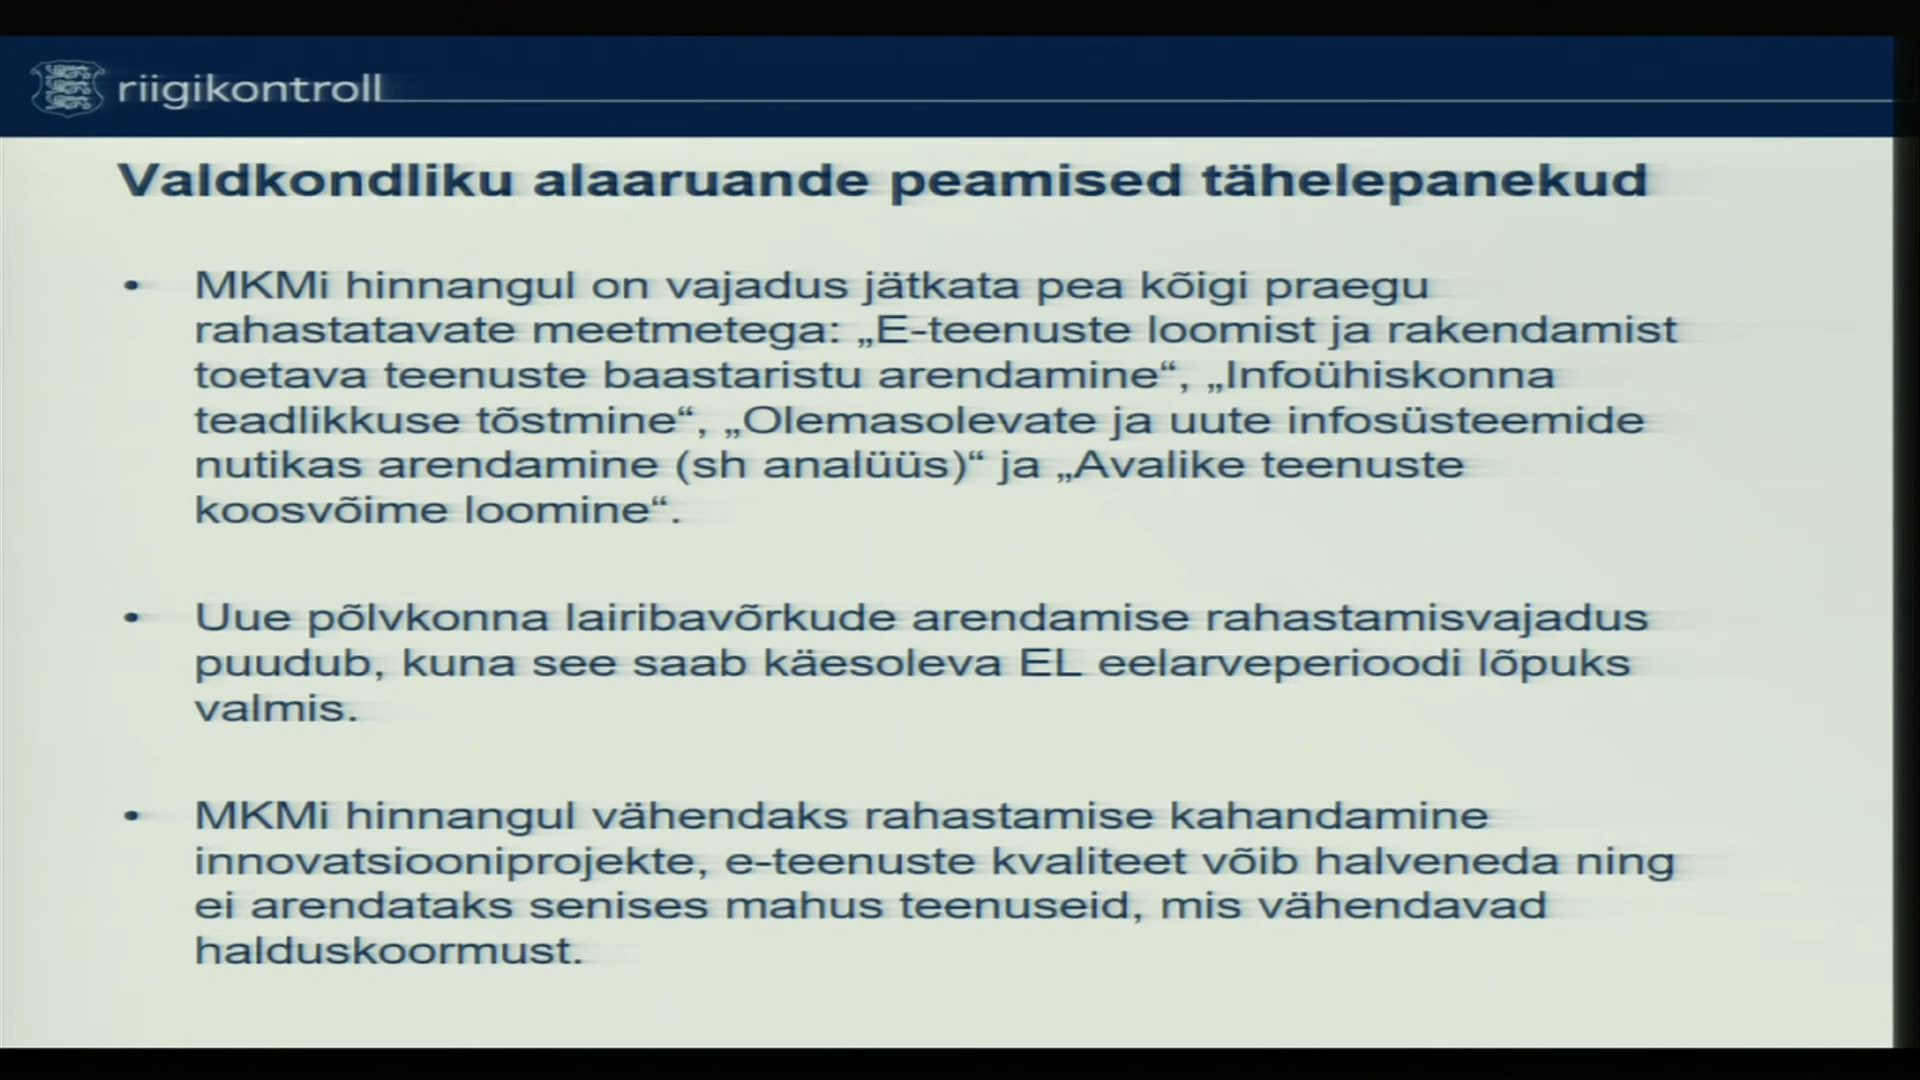 riigikontroll
Valdkondliku alaaruande peamised tähelepanekud
• MKMi hinnangul on vajadus jätkata pea kõigi praegu
rahastatavate meetmetega: „E-teenuste loomist ja rakendamist
toetava teenuste baastaristu arendamine“, „Infoühiskonna
teadlikkuse tõstmine“, „Olemasolevate ja uute infosüsteemide
nutikas arendamine (sh analüüs)“ ja „Avalike teenuste
koosvõime loomine“.
• Uue põlvkonna lairibavõrkude arendamise rahastamisvajadus
puudub, kuna see saab käesoleva EL eelarveperioodi lõpuks
valmis.
• MKMi hinnangul vähendaks rahastamise kahandamine
innovatsiooniprojekte, e-teenuste kvaliteet võib halveneda ning
ei arendataks senises mahus teenuseid, mis vähendavad
halduskoormust.